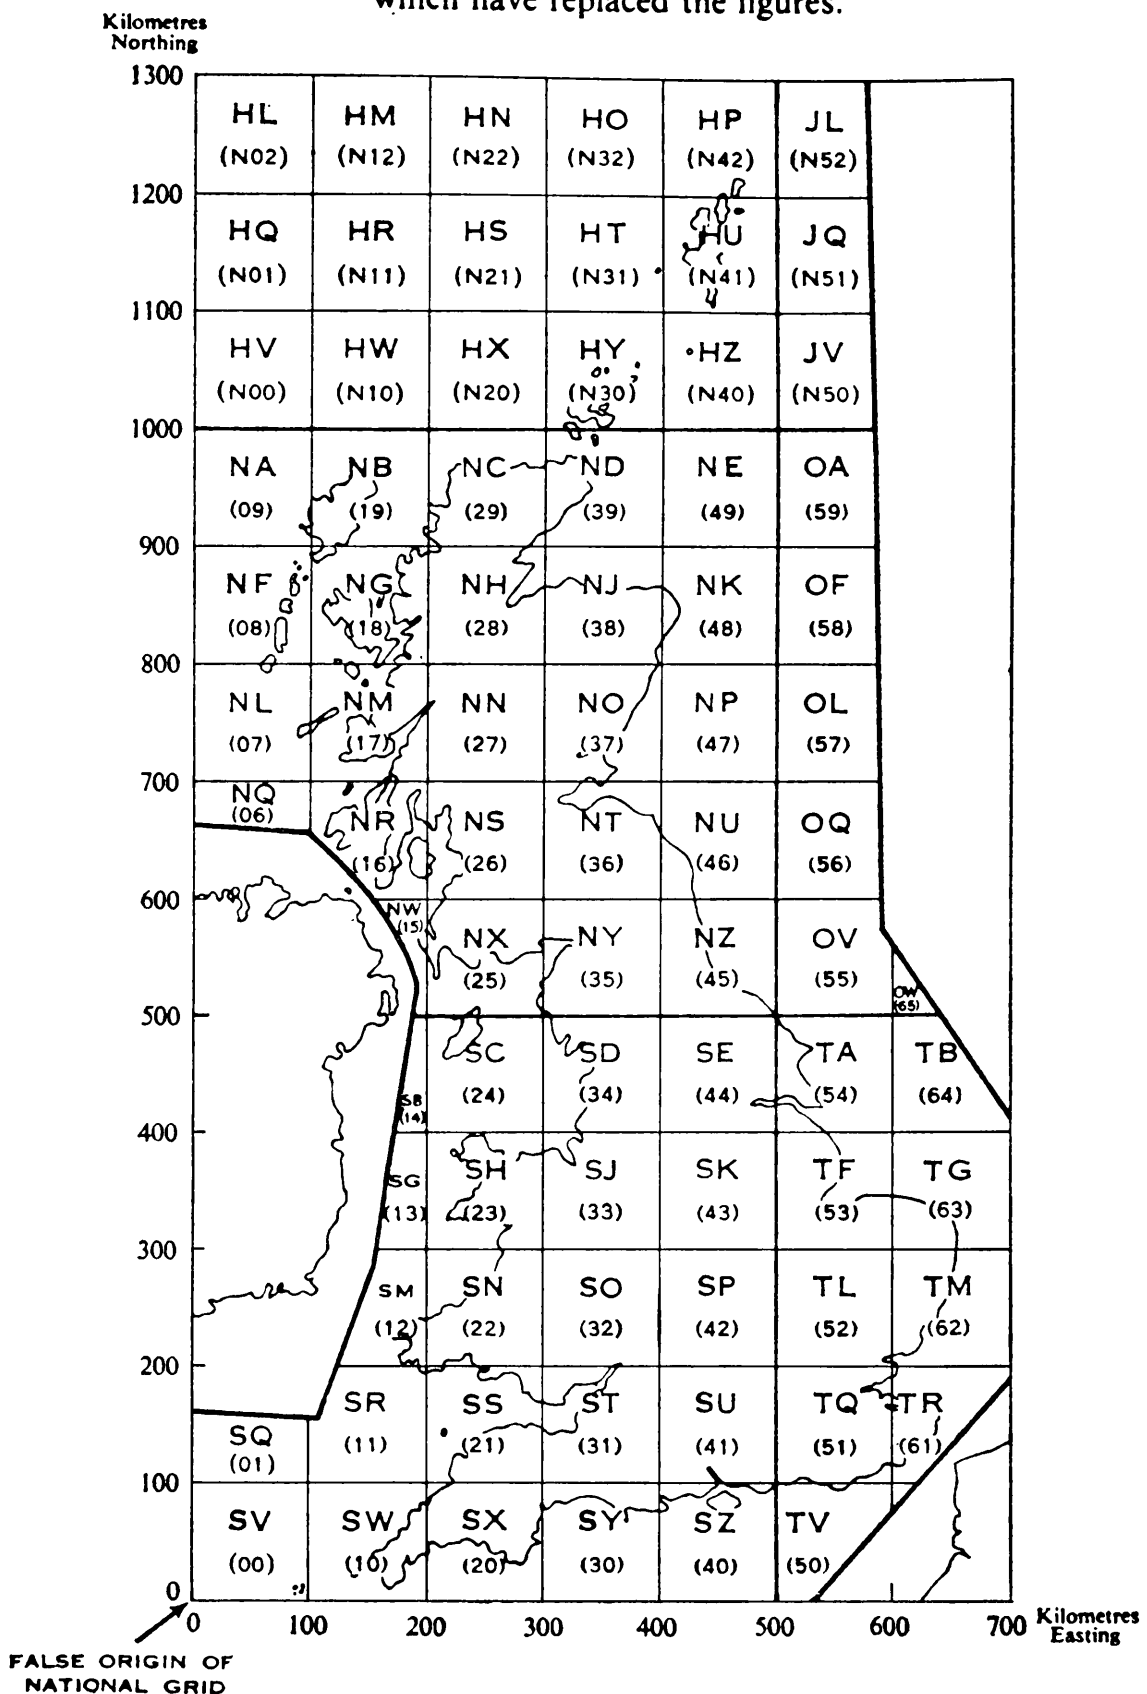 which have replaced the figures.
Kilometres
Northing
1300
HL HM HN HO HP JL
(N02) (N12) (N22) (N32) (N42) (N52)
1200
HQ HR HS HT HU JQ
(N01) (N11) (N21) (N31) (N41) (N51)
1100
HV HW HX HY HZ JV
(N00) (N10) (N20) (N30) (N40) (N50)
1000
NA NB NC ND NE OA
(09) (19) (29) (39) (49) (59)
900
NF NG NH NJ NK OF
(08) (18) (28) (38) (48) (58)
800
NL NM NN NO NP OL
(07) (17) (27) (37) (47) (57)
700
NQ
(06)
NR NS NT NU OQ
(16) (26) (36) (46) (56)
600
NW
(15)
NX NY NZ OV
(25) (35) (45) (55)
OW
(65)
500
SC SD SE TA TB
(24) (34) (44) (54) (64)
SB
(14)
400
SG SH SJ SK TF TG
(13) (23) (33) (43) (53) (63)
300
SM SN SO SP TL TM
(12) (22) (32) (42) (52) (62)
200
SR SS ST SU TQ TR
SQ
(01)
(11) (21) (31) (41) (51) (61)
100
SV SW SX SY SZ TV
(00) (10) (20) (30) (40) (50)
0
0 100 200 300 400 500 600 700 Kilometres
Easting
FALSE ORIGIN OF
NATIONAL GRID